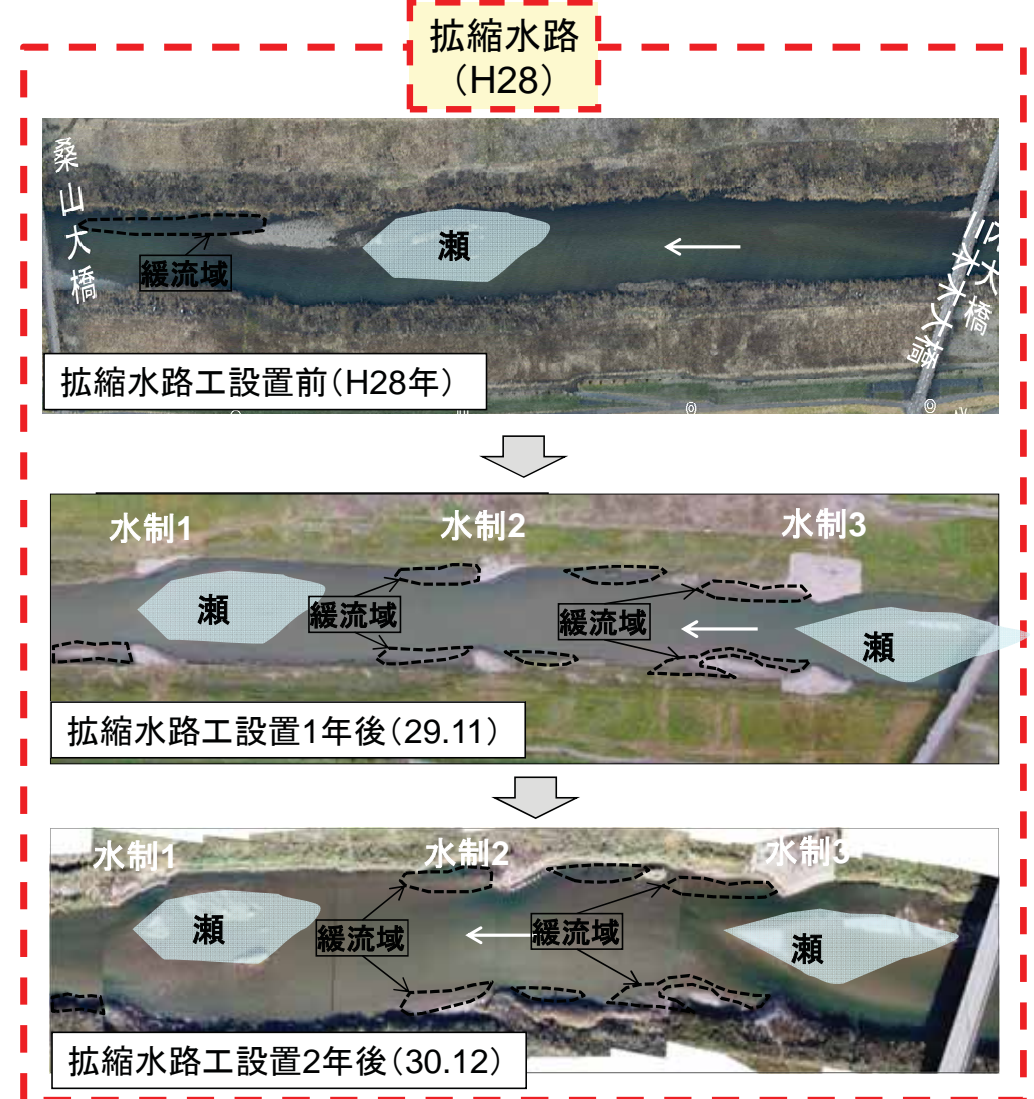 拡縮水路
(H28)
桑山大橋
瀬
緩流域
大橋
拡縮水路工設置前(H28年)
水制1
水制2
水制3
瀬
緩流域
緩流域
瀬
拡縮水路工設置1年後(29.11)
水制1
水制2
水制3
瀬
緩流域
緩流域
瀬
拡縮水路工設置2年後(30.12)